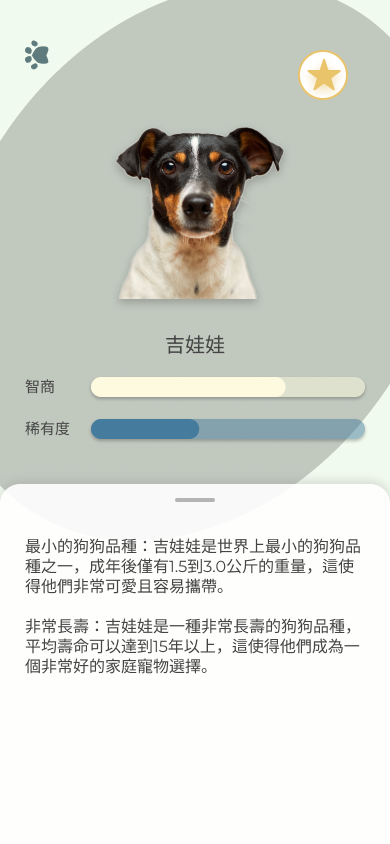 吉娃娃
智商
稀有度
最小的狗狗品種：吉娃娃是世界上最小的狗狗品
種之一，成年後僅有1.5到3.0公斤的重量，這使
得他們非常可愛且容易攜帶。
非常長壽：吉娃娃是一種非常長壽的狗狗品種，
平均壽命可以達到15年以上，這使得他們成為一
個非常好的家庭寵物選擇。